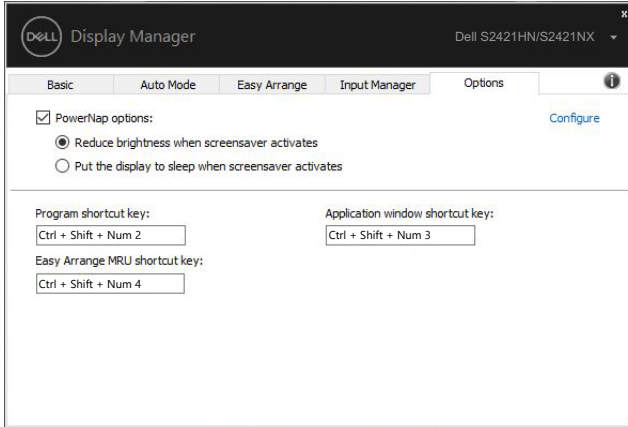 DELL Display Manager
Dell S2421HN/S2421NX
x
Basic Auto Mode Easy Arrange Input Manager Options i
PowerNap options:
Configure
Reduce brightness when screensaver activates
Put the display to sleep when screensaver activates
Program shortcut key:
Application window shortcut key:
Ctrl + Shift + Num 2
Ctrl + Shift + Num 3
Easy Arrange MRU shortcut key:
Ctrl + Shift + Num 4